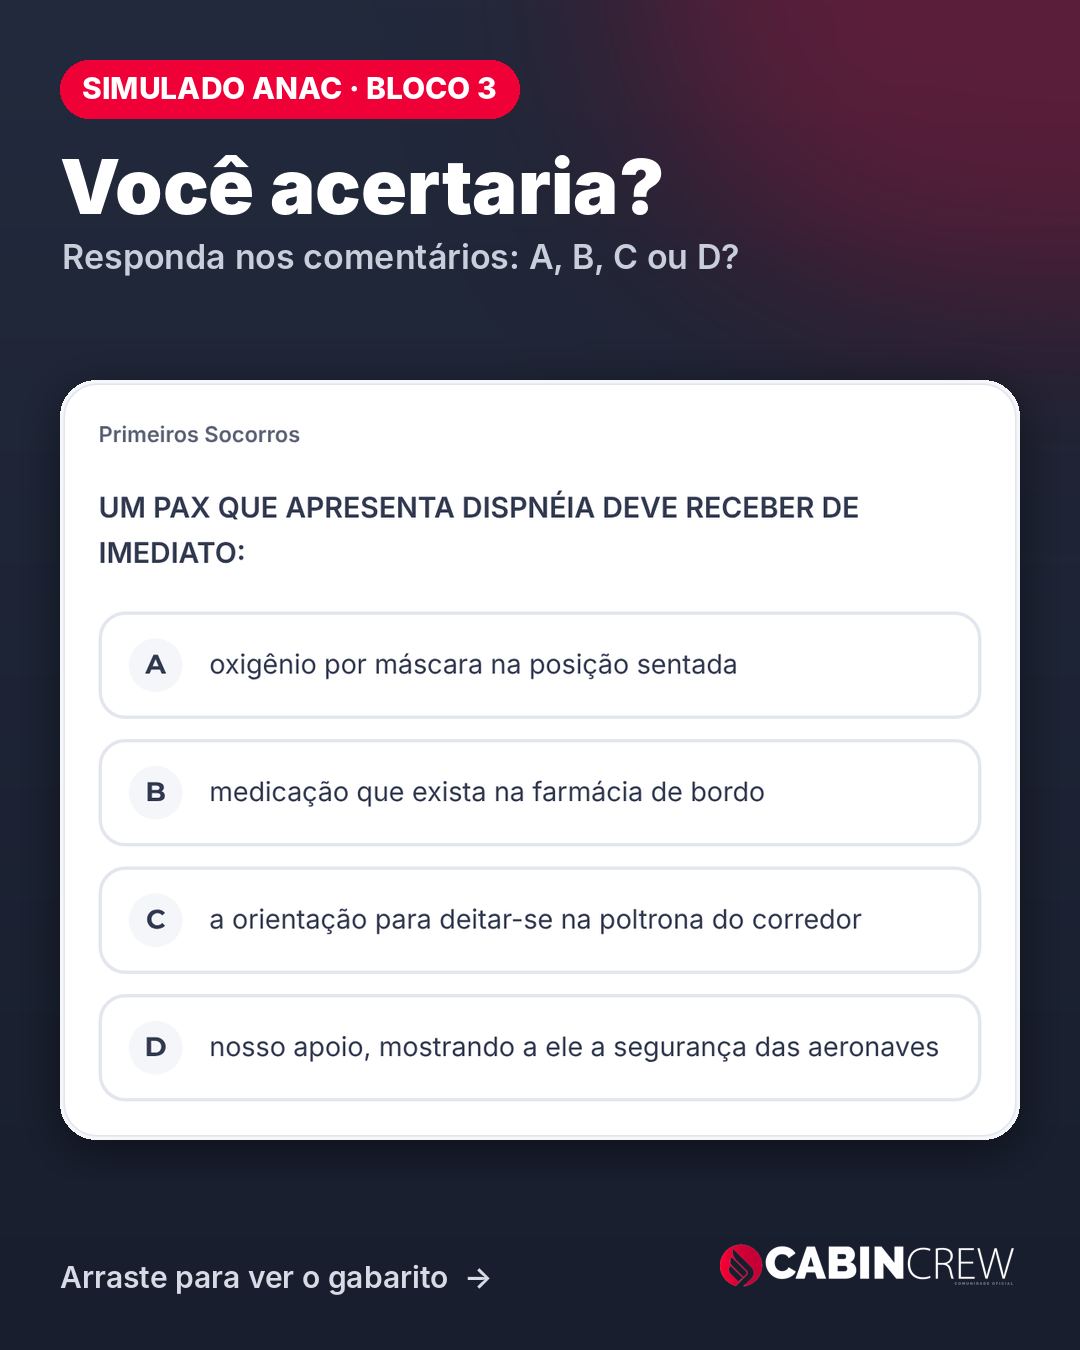 SIMULADO ANAC · BLOCO 3
Você acertaria?
Responda nos comentários: A, B, C ou D?
Primeiros Socorros
UM PAX QUE APRESENTA DISPNÉIA DEVE RECEBER DE
IMEDIATO:
A oxigênio por máscara na posição sentada
B medicação que exista na farmácia de bordo
C a orientação para deitar-se na poltrona do corredor
D nosso apoio, mostrando a ele a segurança das aeronaves
Arraste para ver o gabarito →
CABINCREW
COMUNIDADE OFICIAL